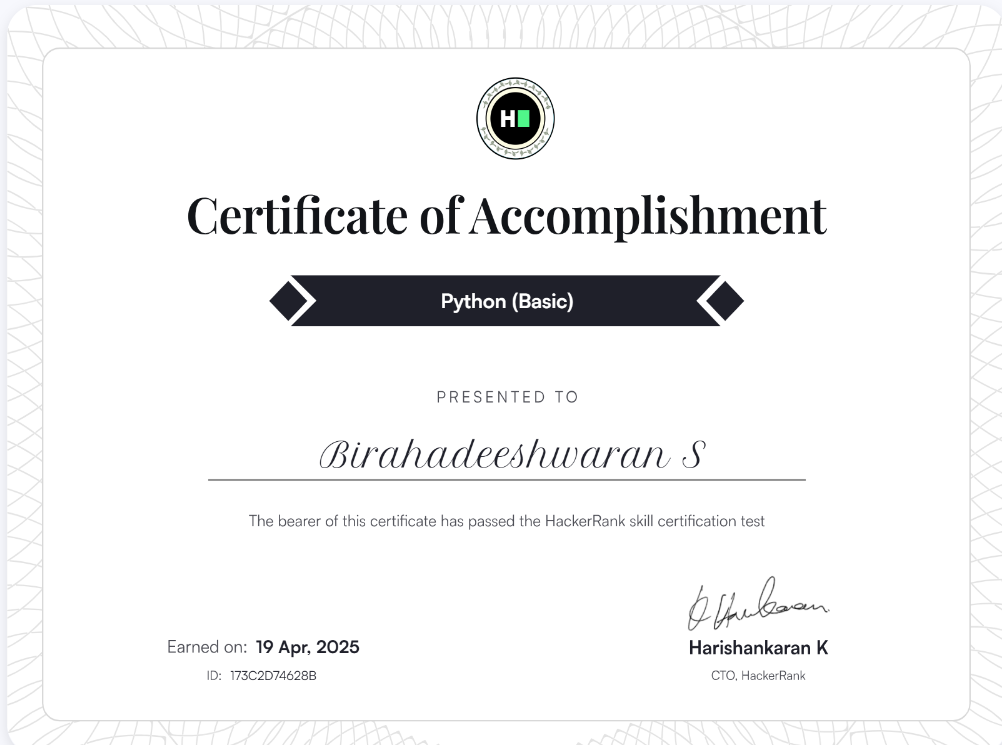 H
Certificate of Accomplishment
Python (Basic)
PRESENTED TO
Birahadeeshwaran S
The bearer of this certificate has passed the HackerRank skill certification test
Earned on: 19 Apr, 2025
ID: 173C2D74628B
Harishankaran K
CTO, HackerRank